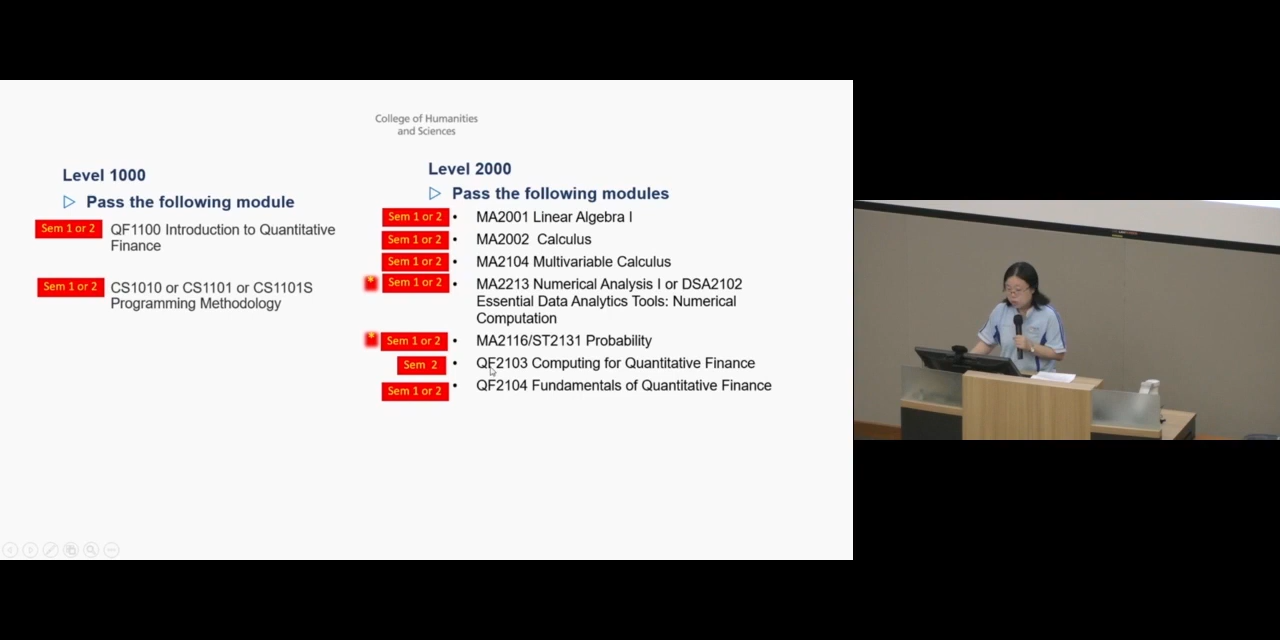 College of Humanities
and Sciences
Level 1000
Pass the following module
Sem 1 or 2 QF1100 Introduction to Quantitative
Finance
Sem 1 or 2 CS1010 or CS1101 or CS1101S
Programming Methodology
Level 2000
Pass the following modules
Sem 1 or 2 • MA2001 Linear Algebra I
Sem 1 or 2 • MA2002 Calculus
Sem 1 or 2 • MA2104 Multivariable Calculus
* Sem 1 or 2 • MA2213 Numerical Analysis I or DSA2102
Essential Data Analytics Tools: Numerical
Computation
* Sem 1 or 2 • MA2116/ST2131 Probability
Sem 2 • QF2103 Computing for Quantitative Finance
Sem 1 or 2 • QF2104 Fundamentals of Quantitative Finance